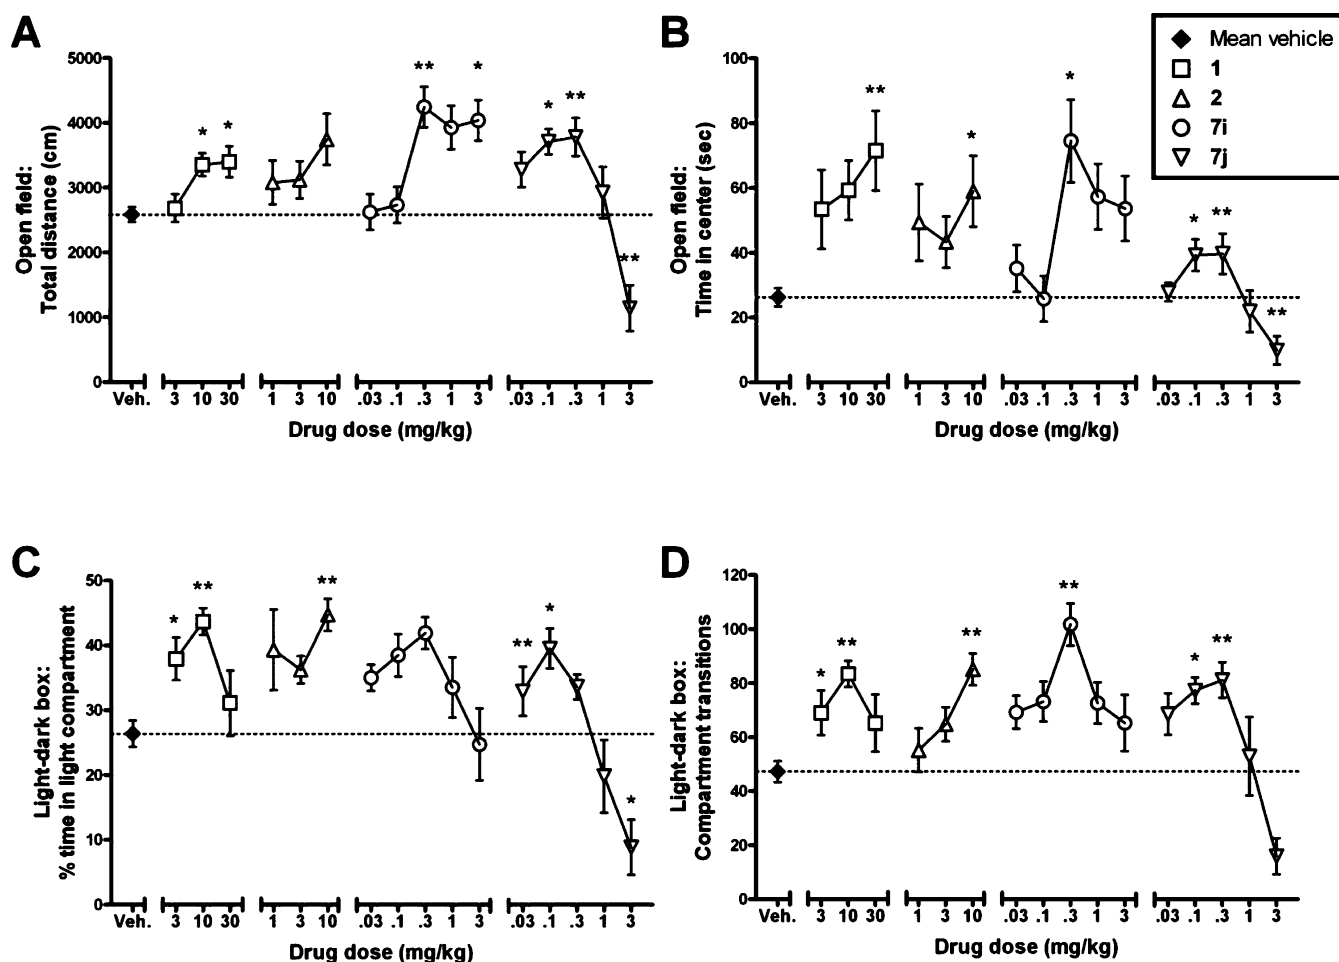 A
Open field:
Total distance (cm)
5000
4000
3000
2000
1000
0
* * ** * * ** **
Veh. 3 10 30 1 3 10 .03 .1 .3 1 3 .03 .1 .3 1 3
Drug dose (mg/kg)
B
Open field:
Time in center (sec)
100
80
60
40
20
0
** * * * ** **
Veh. 3 10 30 1 3 10 .03 .1 .3 1 3 .03 .1 .3 1 3
Drug dose (mg/kg)
Mean vehicle
1
2
7i
7j
C
Light-dark box:
% time in light compartment
50
40
30
20
10
0
* ** ** ** * *
Veh. 3 10 30 1 3 10 .03 .1 .3 1 3 .03 .1 .3 1 3
Drug dose (mg/kg)
D
Light-dark box:
Compartment transitions
120
100
80
60
40
20
0
* ** ** ** * **
Veh. 3 10 30 1 3 10 .03 .1 .3 1 3 .03 .1 .3 1 3
Drug dose (mg/kg)